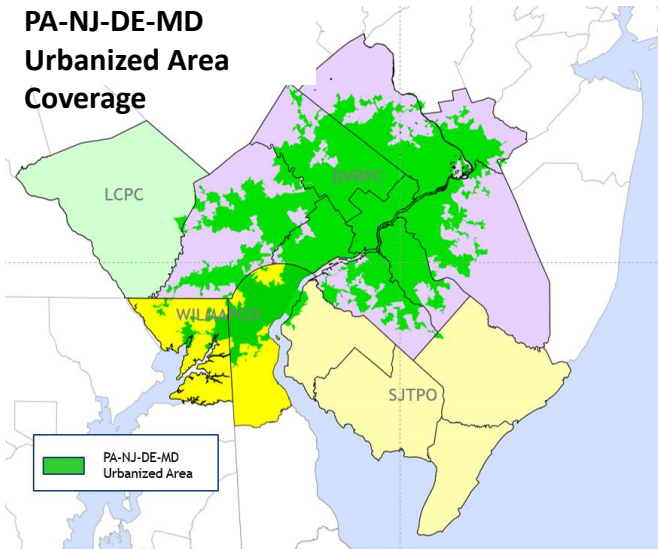 PA-NJ-DE-MD
Urbanized Area
Coverage
LCPC
DVRPC
WILMAPCO
SJTPO
PA-NJ-DE-MD
Urbanized Area